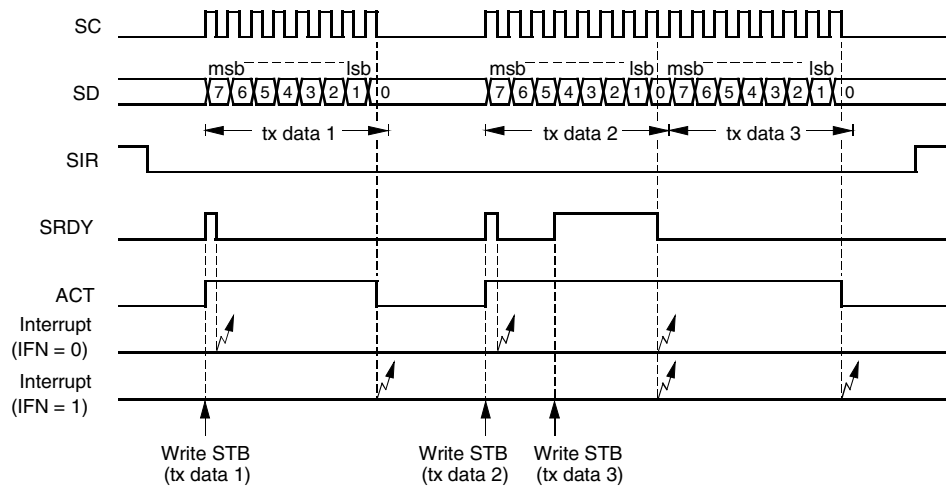 SC
msb lsb msb lsb msb lsb
SD 7 6 5 4 3 2 1 0 7 6 5 4 3 2 1 0 7 6 5 4 3 2 1 0
tx data 1 tx data 2 tx data 3
SIR
SRDY
ACT
Interrupt
(IFN = 0)
Interrupt
(IFN = 1)
Write STB Write STB Write STB
(tx data 1) (tx data 2) (tx data 3)